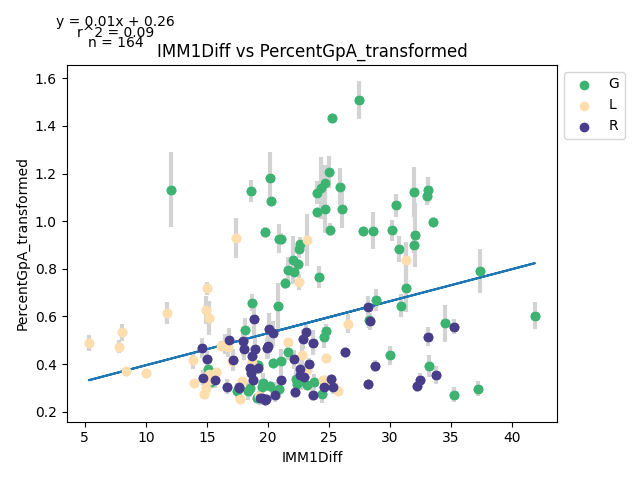 y = 0.01x + 0.26
r^2 = 0.09
n = 164
IMM1Diff vs PercentGpA_transformed
G
L
R
1.6
1.4
1.2
1.0
0.8
0.6
0.4
0.2
PercentGpA_transformed
5 10 15 20 25 30 35 40
IMM1Diff